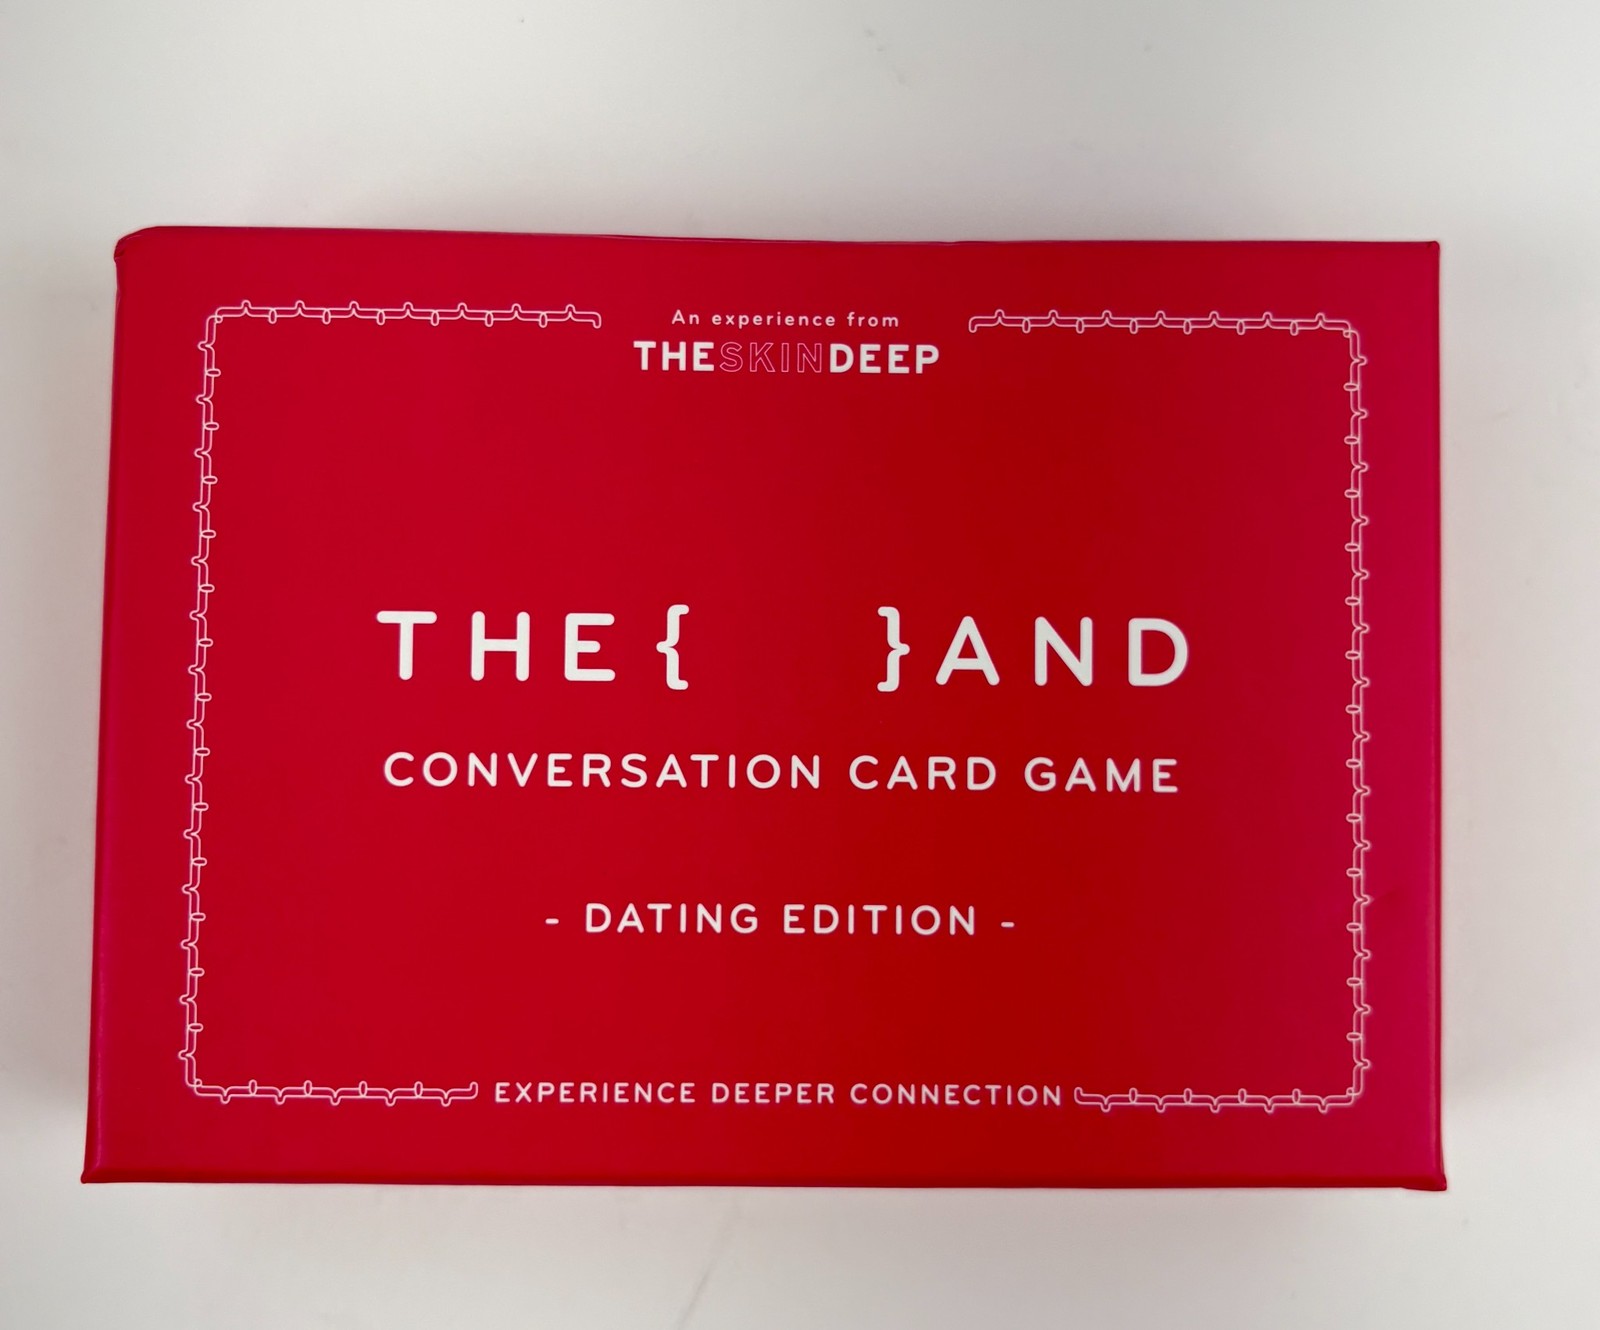 An experience from
THESKINDEEP
THE{ }AND
CONVERSATION CARD GAME
- DATING EDITION -
EXPERIENCE DEEPER CONNECTION